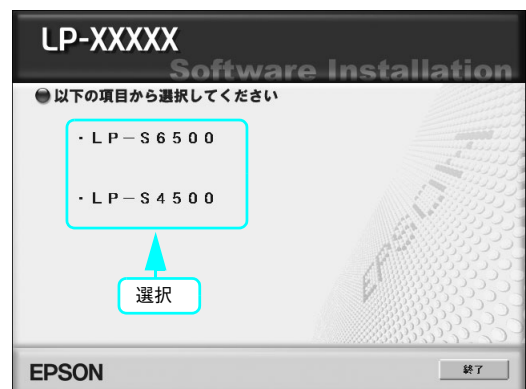 LP-XXXXX
Software Installation
以下の項目から選択してください
・ＬＰ－Ｓ６５００
・ＬＰ－Ｓ４５００
選択
EPSON
EPSON
終了